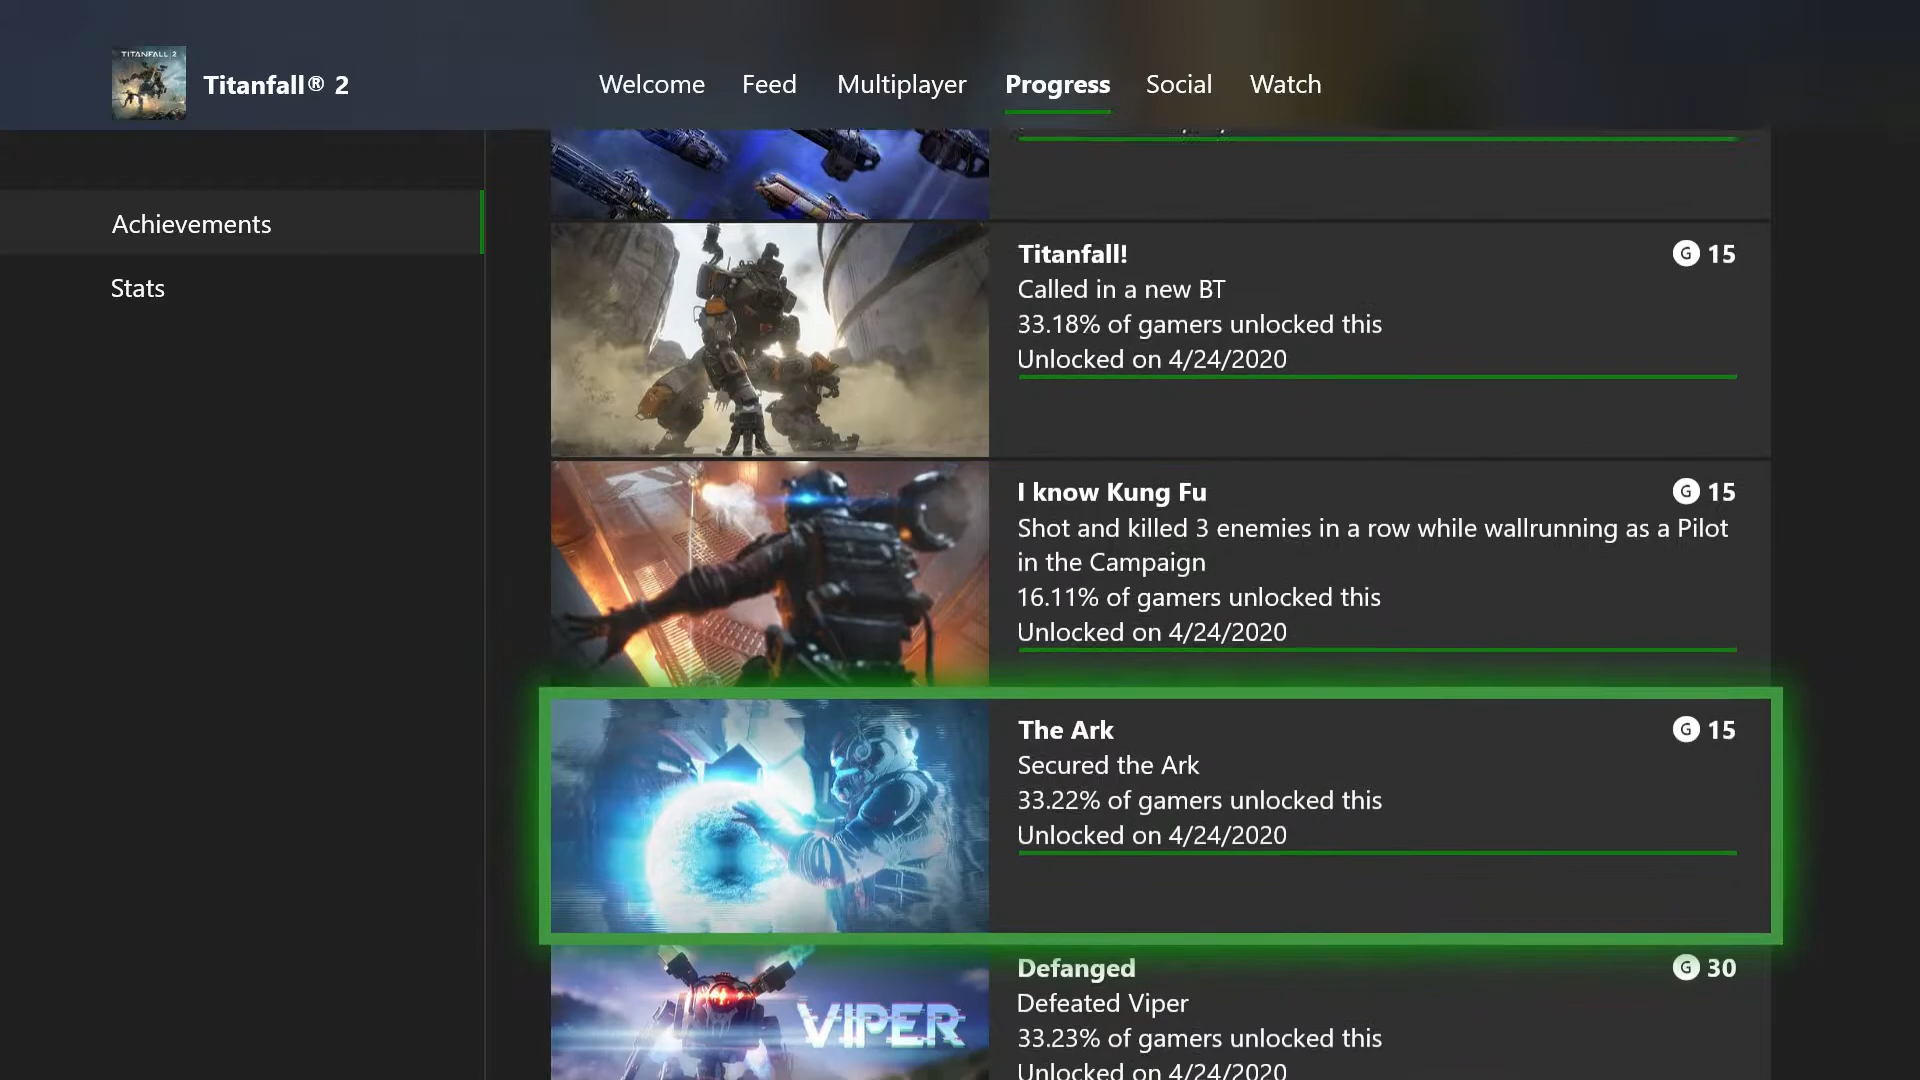 TITANFALL 2
Titanfall® 2
Welcome
Feed
Multiplayer
Progress
Social
Watch
Achievements
Stats
Titanfall!
G 15
Called in a new BT
33.18% of gamers unlocked this
Unlocked on 4/24/2020
I know Kung Fu
G 15
Shot and killed 3 enemies in a row while wallrunning as a Pilot
in the Campaign
16.11% of gamers unlocked this
Unlocked on 4/24/2020
The Ark
G 15
Secured the Ark
33.22% of gamers unlocked this
Unlocked on 4/24/2020
VIPER
Defanged
G 30
Defeated Viper
33.23% of gamers unlocked this
Unlocked on 4/24/2020